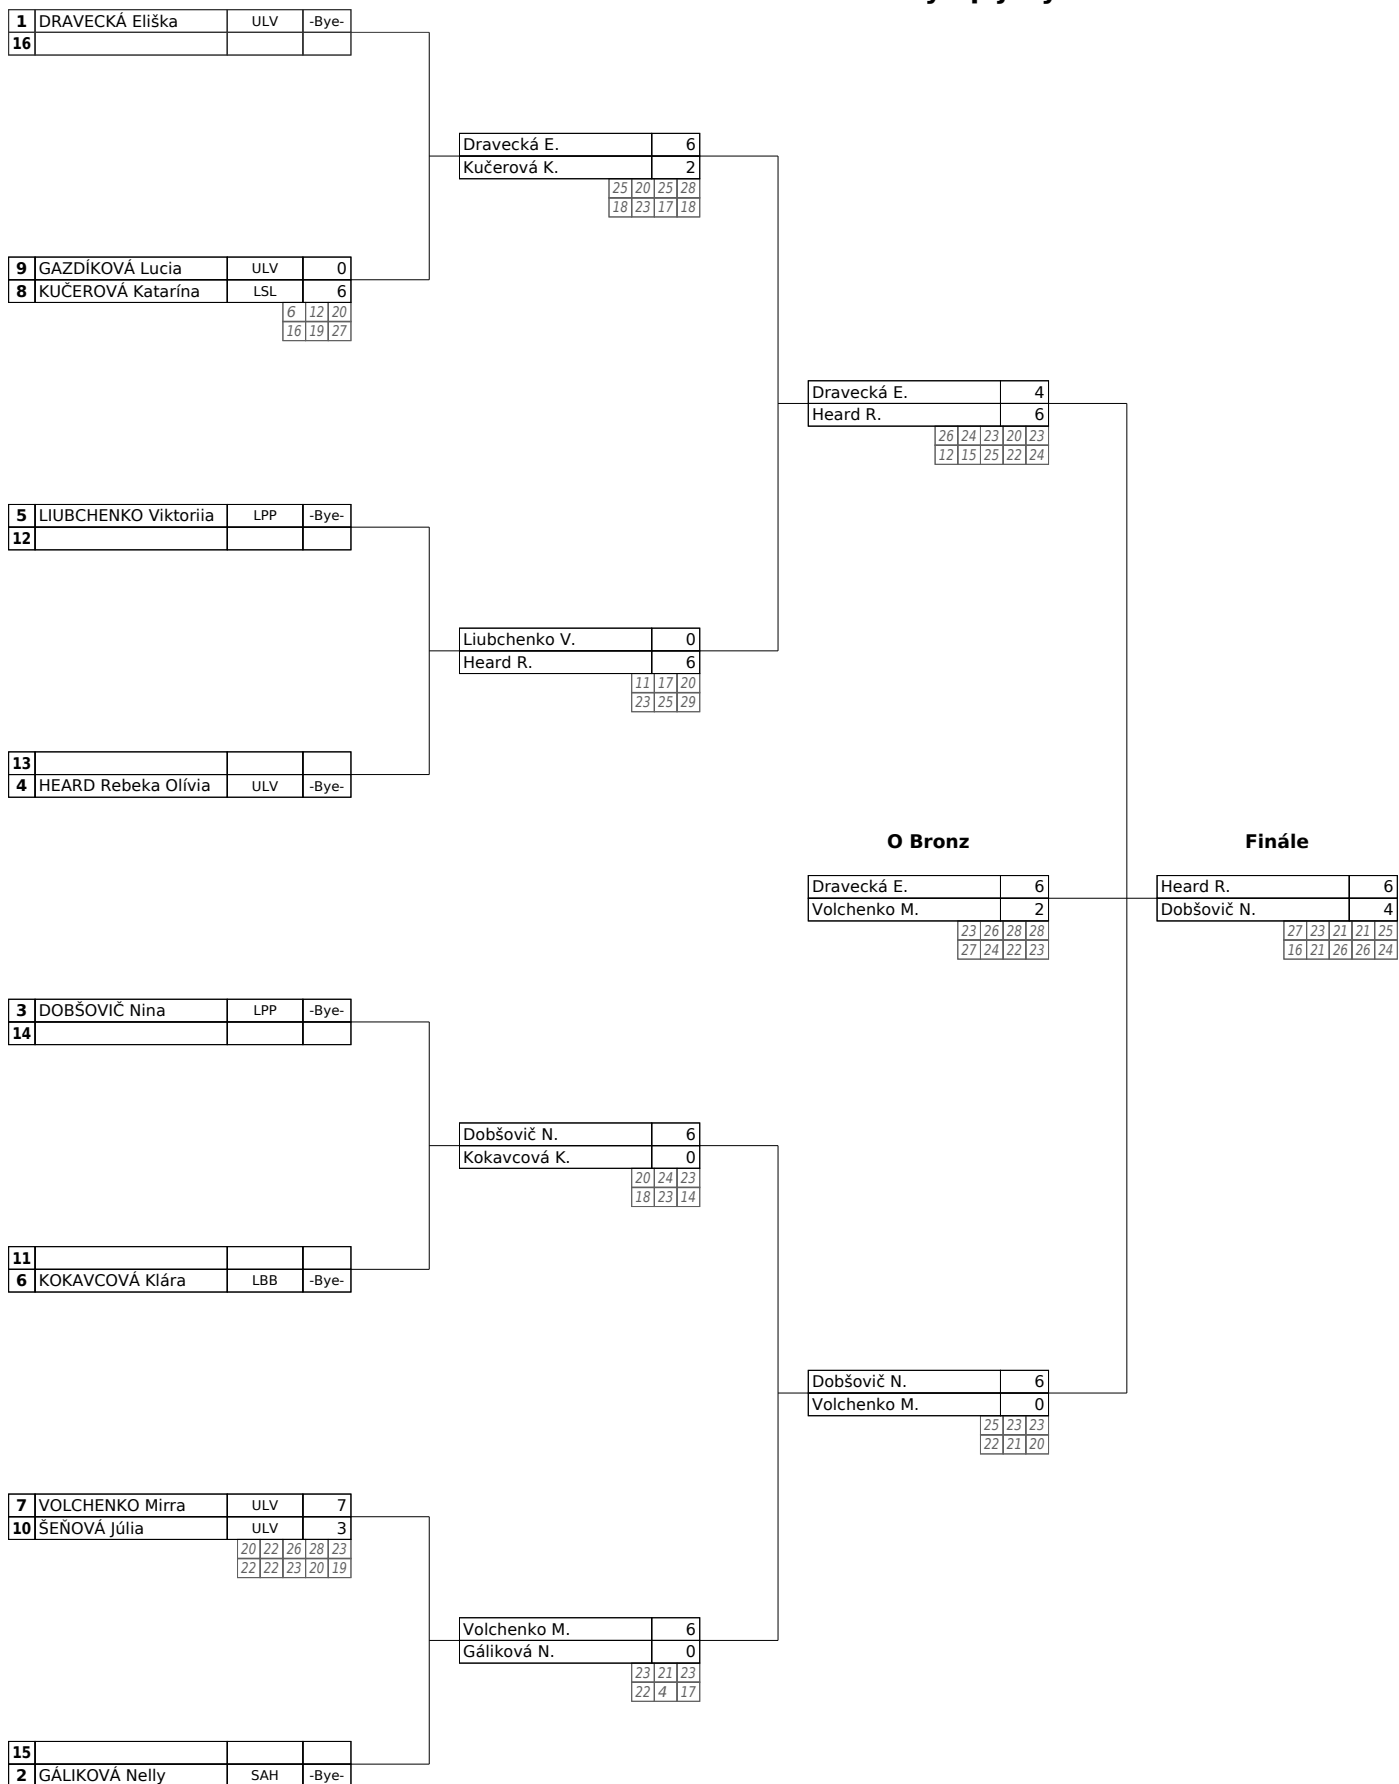 1 DRAVECKÁ Eliška ULV -Bye-
16
Dravecká E. 6
Kučerová K. 2
25 20 25 28
18 23 17 18
9 GAZDÍKOVÁ Lucia ULV 0
8 KUČEROVÁ Katarína LSL 6
6 12 20
16 19 27
Dravecká E. 4
Heard R. 6
26 24 23 20 23
12 15 25 22 24
5 LIUBCHENKO Viktoriia LPP -Bye-
12
Liubchenko V. 0
Heard R. 6
11 17 20
23 25 29
13
4 HEARD Rebeka Olívia ULV -Bye-
O Bronz Finále
Dravecká E. 6
Volchenko M. 2
23 26 28 28
27 24 22 23
Heard R. 6
Dobšovič N. 4
27 23 21 21 25
16 21 26 26 24
3 DOBŠOVIČ Nina LPP -Bye-
14
Dobšovič N. 6
Kokavcová K. 0
20 24 23
18 23 14
11
6 KOKAVCOVÁ Klára LBB -Bye-
Dobšovič N. 6
Volchenko M. 0
25 23 23
22 21 20
7 VOLCHENKO Mirra ULV 7
10 ŠEŇOVÁ Júlia ULV 3
20 22 26 28 23
22 22 23 20 19
Volchenko M. 6
Gáliková N. 0
23 21 23
22 4 17
15
2 GÁLIKOVÁ Nelly SAH -Bye-